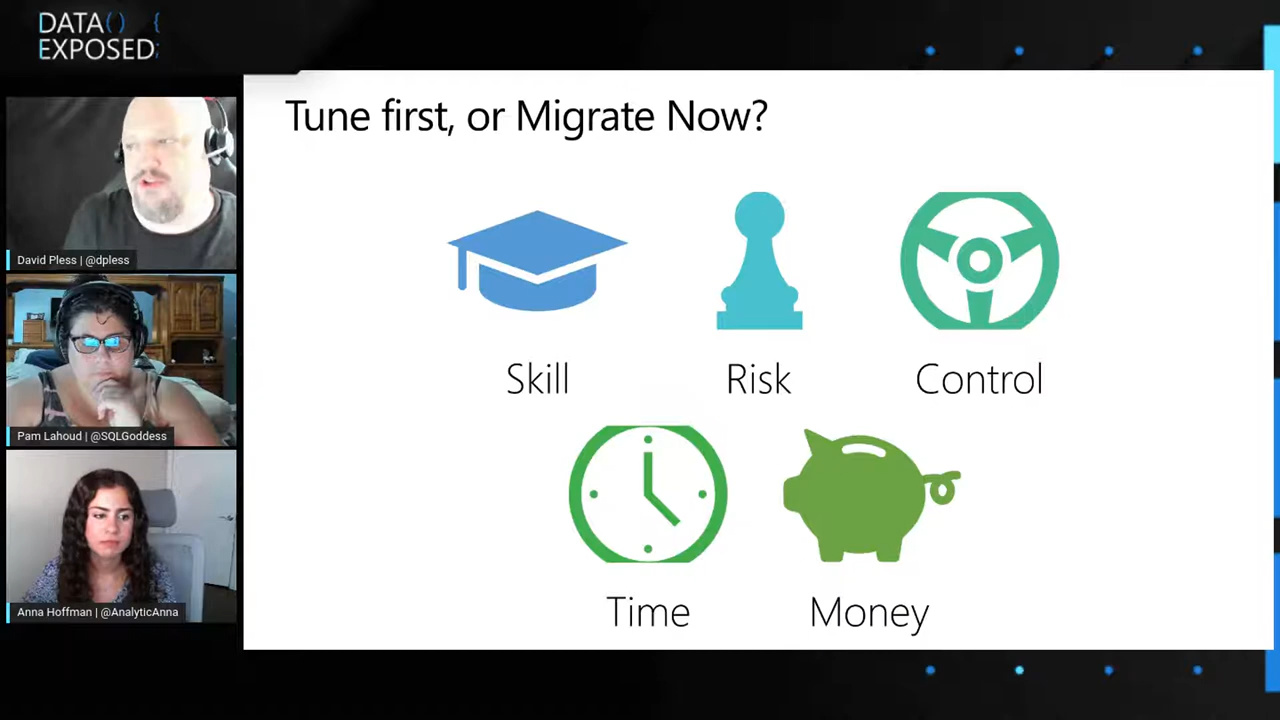 DATA() {
EXPOSED;
Tune first, or Migrate Now?
David Pless | @dpless
Pam Lahoud | @SQLGoddess
Anna Hoffman | @AnalyticAnna
Skill
Risk
Control
Time
Money